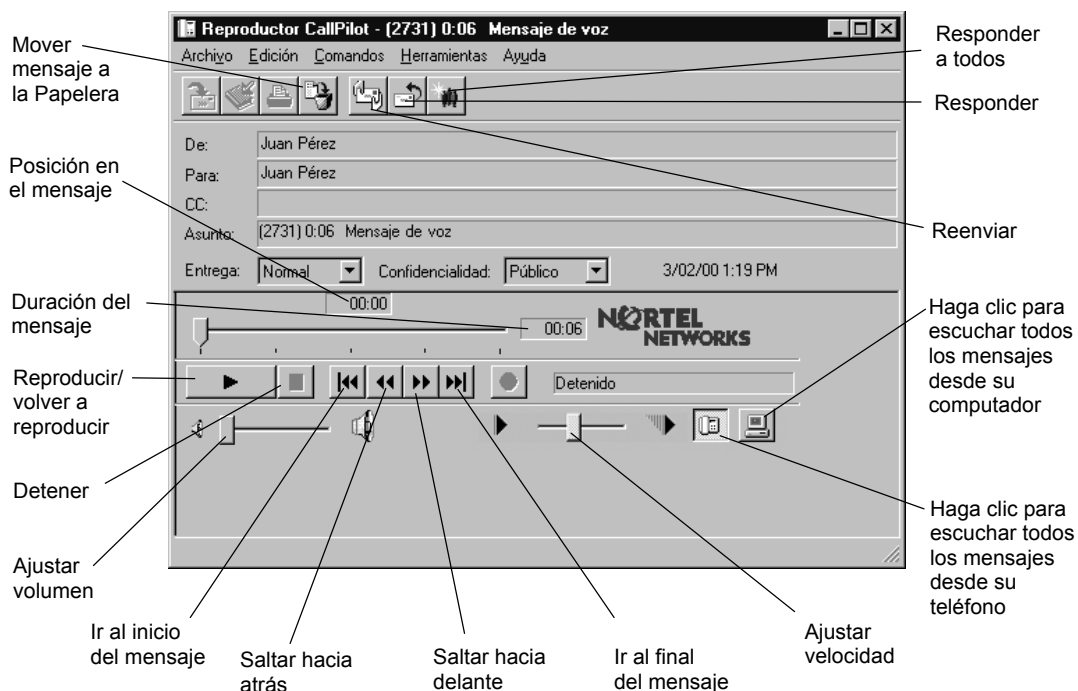 Reproductor CallPilot - (2731) 0:06 Mensaje de voz
Archivo Edición Comandos Herramientas Ayuda
Mover
mensaje a
la Papelera
Responder
a todos
Responder
De: Juan Pérez
Para: Juan Pérez
CC:
Asunto: (2731) 0:06 Mensaje de voz
Posición en
el mensaje
Reenviar
Entrega: Normal Confidencialidad: Público 3/02/00 1:19 PM
Duración del
mensaje
00:00
00:06
NORTEL
NETWORKS
Haga clic para
escuchar todos
los mensajes
desde su
computador
Reproducir/
volver a
reproducir
Detenido
Detener
Haga clic para
escuchar todos
los mensajes
desde su
teléfono
Ajustar
volumen
Ir al inicio
del mensaje
Saltar hacia
atrás
Saltar hacia
delante
Ir al final
del mensaje
Ajustar
velocidad